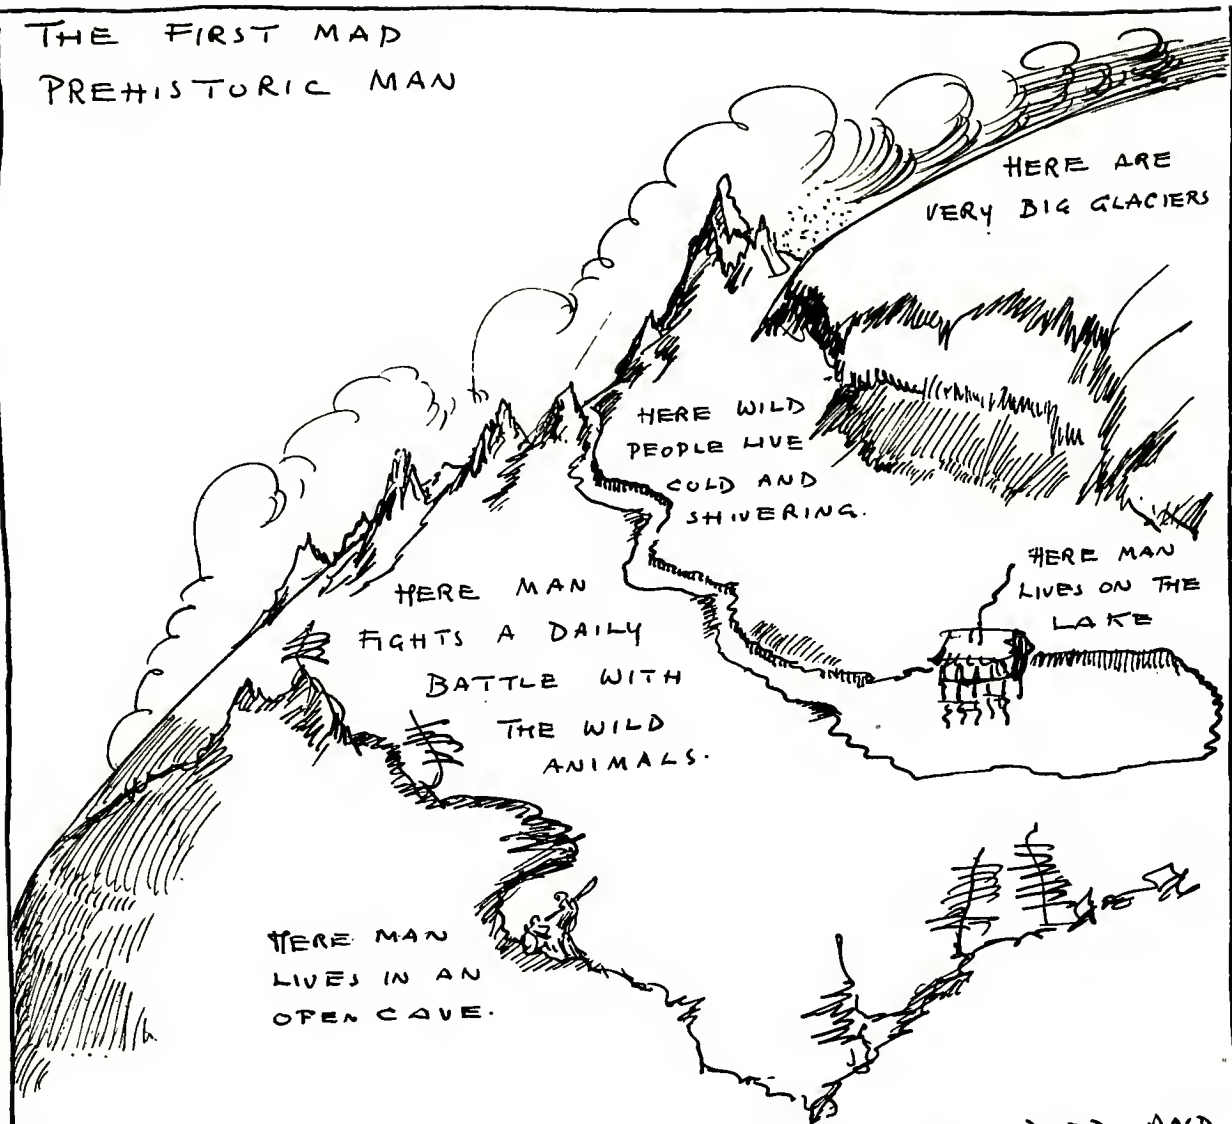 THE FIRST MAD
PREHISTORIC MAN
HERE ARE
VERY BIG GLACIERS
HERE WILD
PEOPLE LIVE
COLD AND
SHIVERING.
HERE MAN
LIVES ON THE
LAKE
HERE MAN
FIGHTS A DAILY
BATTLE WITH
THE WILD
ANIMALS.
HERE MAN
LIVES IN AN
OPEN CAVE.
AND